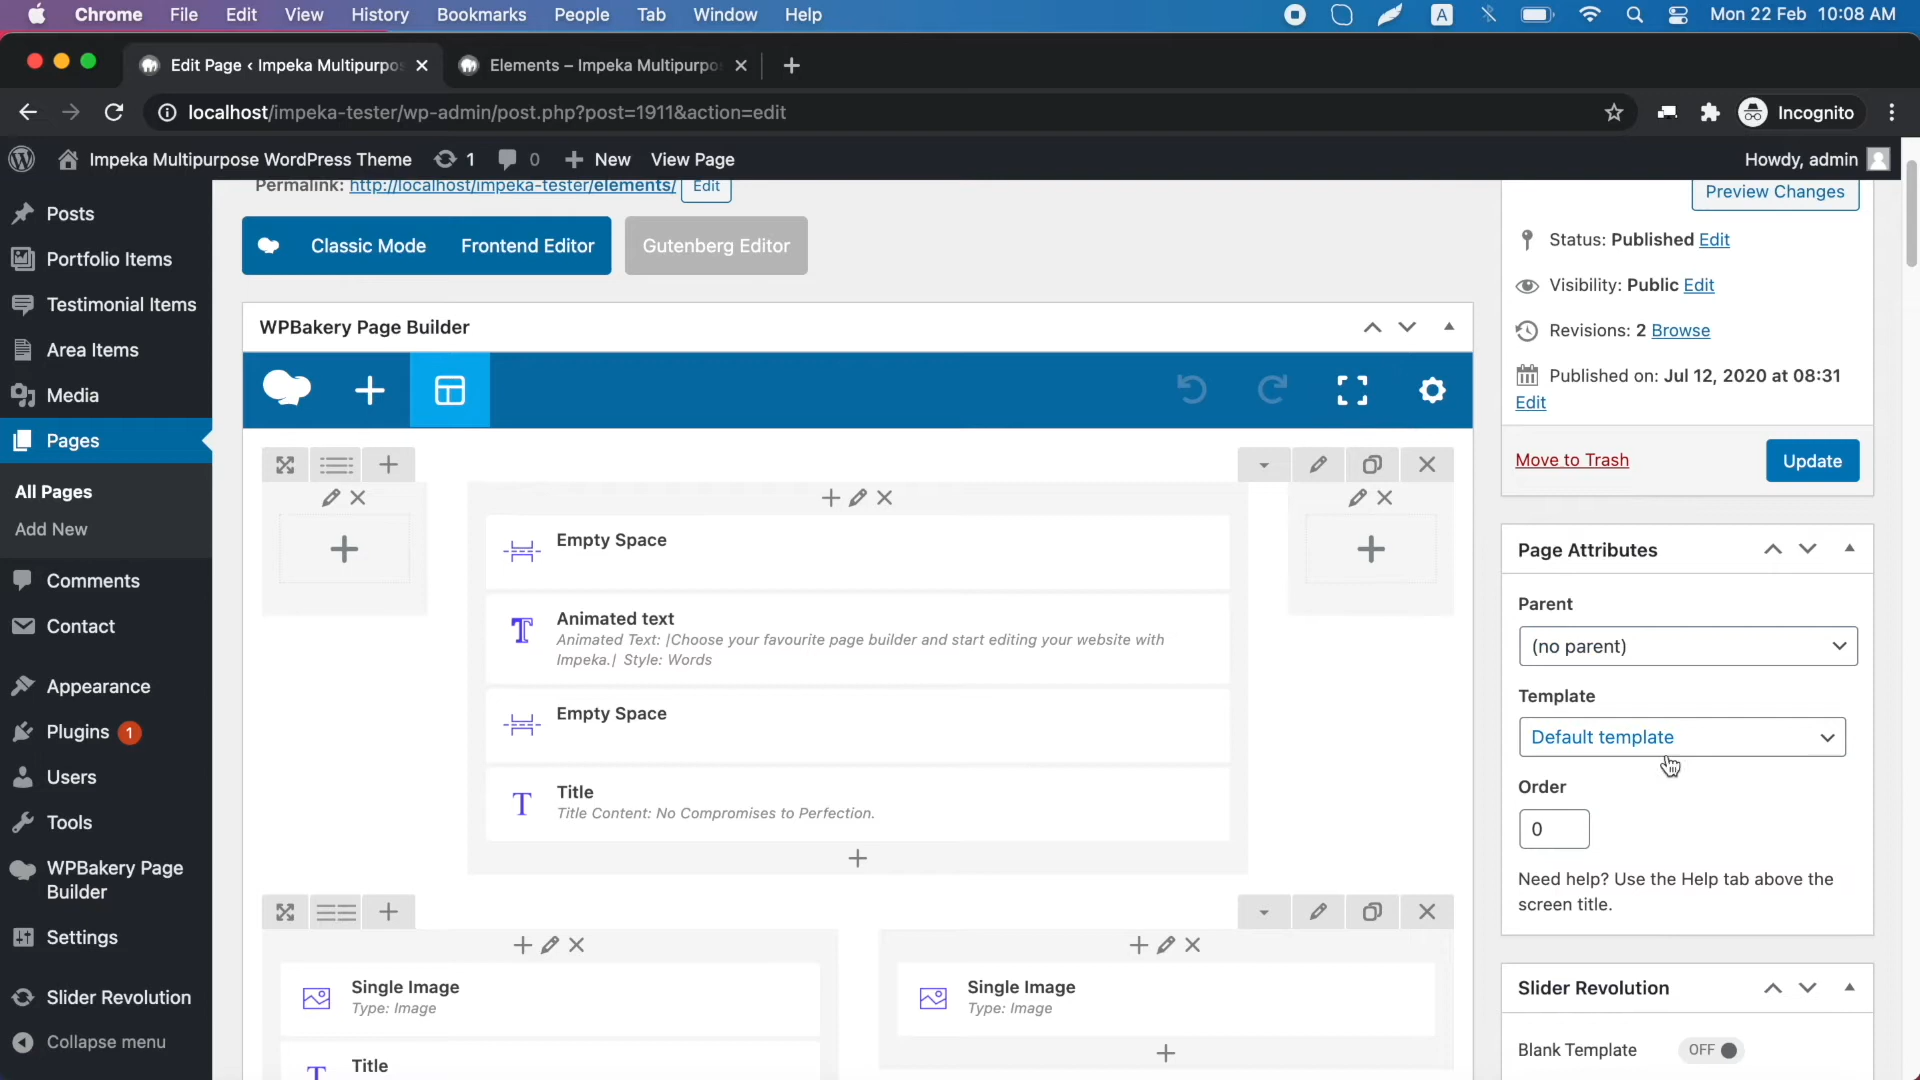 Chrome File Edit View History Bookmarks People Tab Window Help
A
Mon 22 Feb 10:08 AM
Edit Page ‹ Impeka Multipurpo
Elements – Impeka Multipurpo
localhost/impeka-tester/wp-admin/post.php?post=1911&action=edit
Incognito
Impeka Multipurpose WordPress Theme 1 0 New View Page
Howdy, admin
Posts
Portfolio Items
Testimonial Items
Area Items
Media
Pages
All Pages
Add New
Comments
Contact
Appearance
Plugins 1
Users
Tools
WPBakery Page
Builder
Settings
Slider Revolution
Collapse menu
Permalink: http://localhost/impeka-tester/elements/ Edit
Classic Mode Frontend Editor Gutenberg Editor
WPBakery Page Builder
Empty Space
Animated text
Animated Text: |Choose your favourite page builder and start editing your website with
Impeka.| Style: Words
Empty Space
Title
Title Content: No Compromises to Perfection.
Single Image
Type: Image
Title
Single Image
Type: Image
Preview Changes
Status: Published Edit
Visibility: Public Edit
Revisions: 2 Browse
Published on: Jul 12, 2020 at 08:31
Edit
Move to Trash Update
Page Attributes
Parent
(no parent)
Template
Default template
Order
0
Need help? Use the Help tab above the
screen title.
Slider Revolution
Blank Template OFF